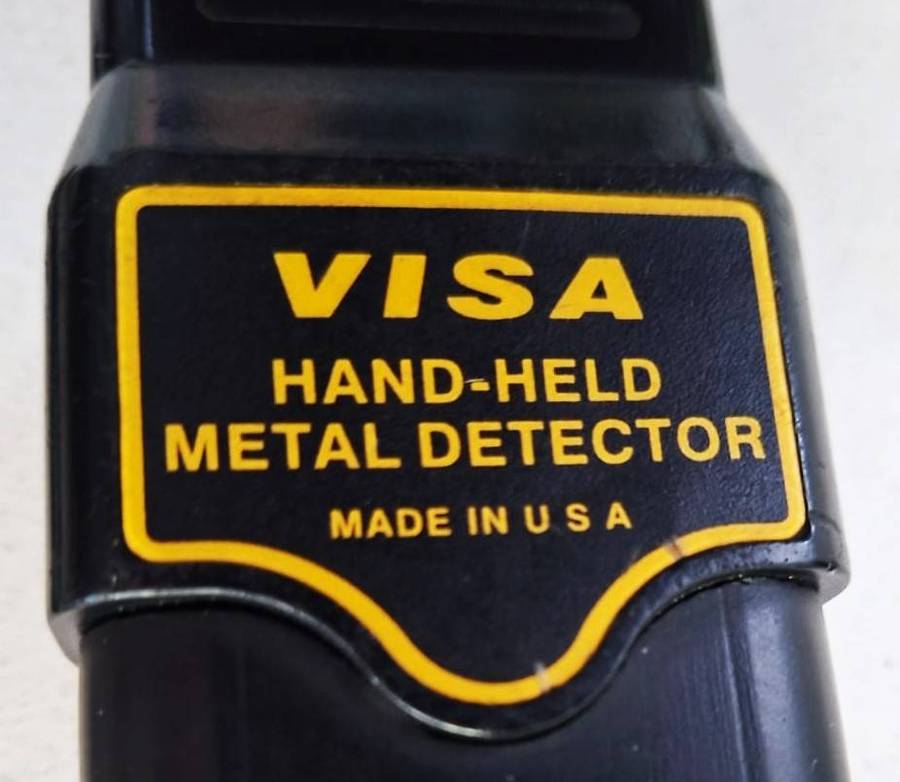 VISA
HAND-HELD
METAL DETECTOR
MADE IN U S A